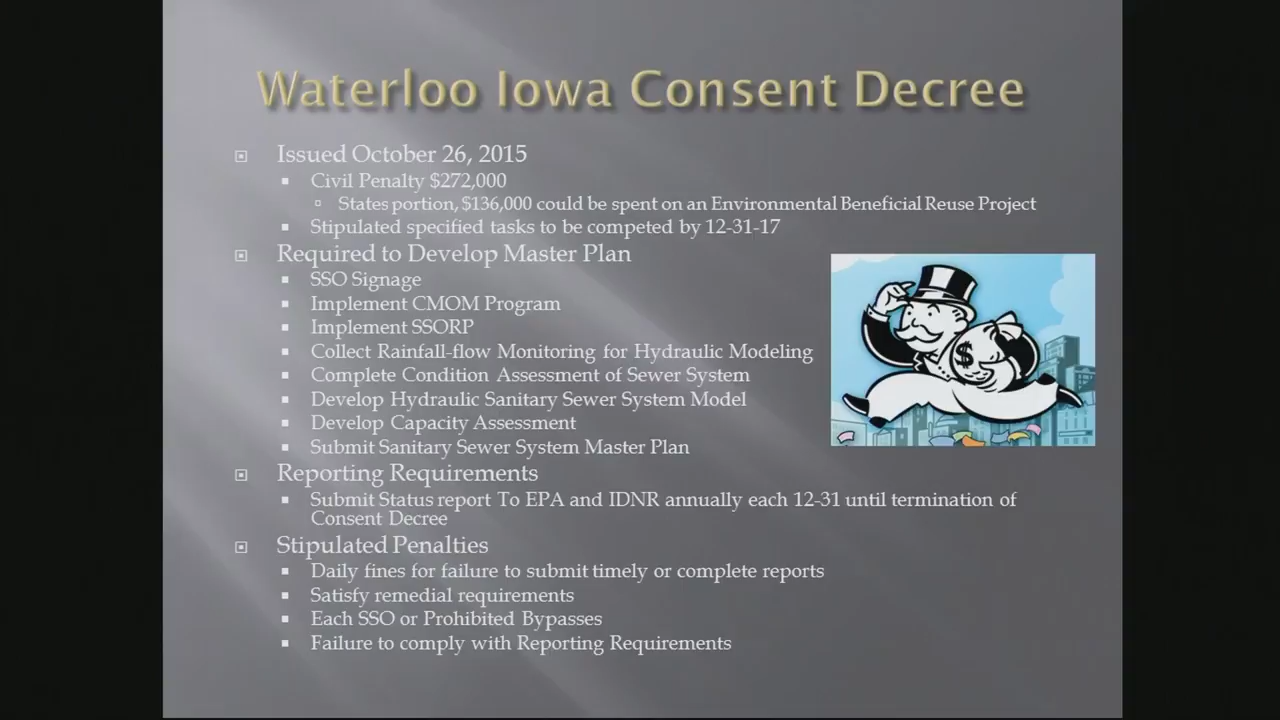 Waterloo Iowa Consent Decree
Issued October 26, 2015
Civil Penalty $272,000
States portion, $136,000 could be spent on an Environmental Beneficial Reuse Project
Stipulated specified tasks to be competed by 12-31-17
Required to Develop Master Plan
SSO Signage
Implement CMOM Program
Implement SSORP
Collect Rainfall-flow Monitoring for Hydraulic Modeling
Complete Condition Assessment of Sewer System
Develop Hydraulic Sanitary Sewer System Model
Develop Capacity Assessment
Submit Sanitary Sewer System Master Plan
$
Reporting Requirements
Submit Status report To EPA and IDNR annually each 12-31 until termination of
Consent Decree
Stipulated Penalties
Daily fines for failure to submit timely or complete reports
Satisfy remedial requirements
Each SSO or Prohibited Bypasses
Failure to comply with Reporting Requirements